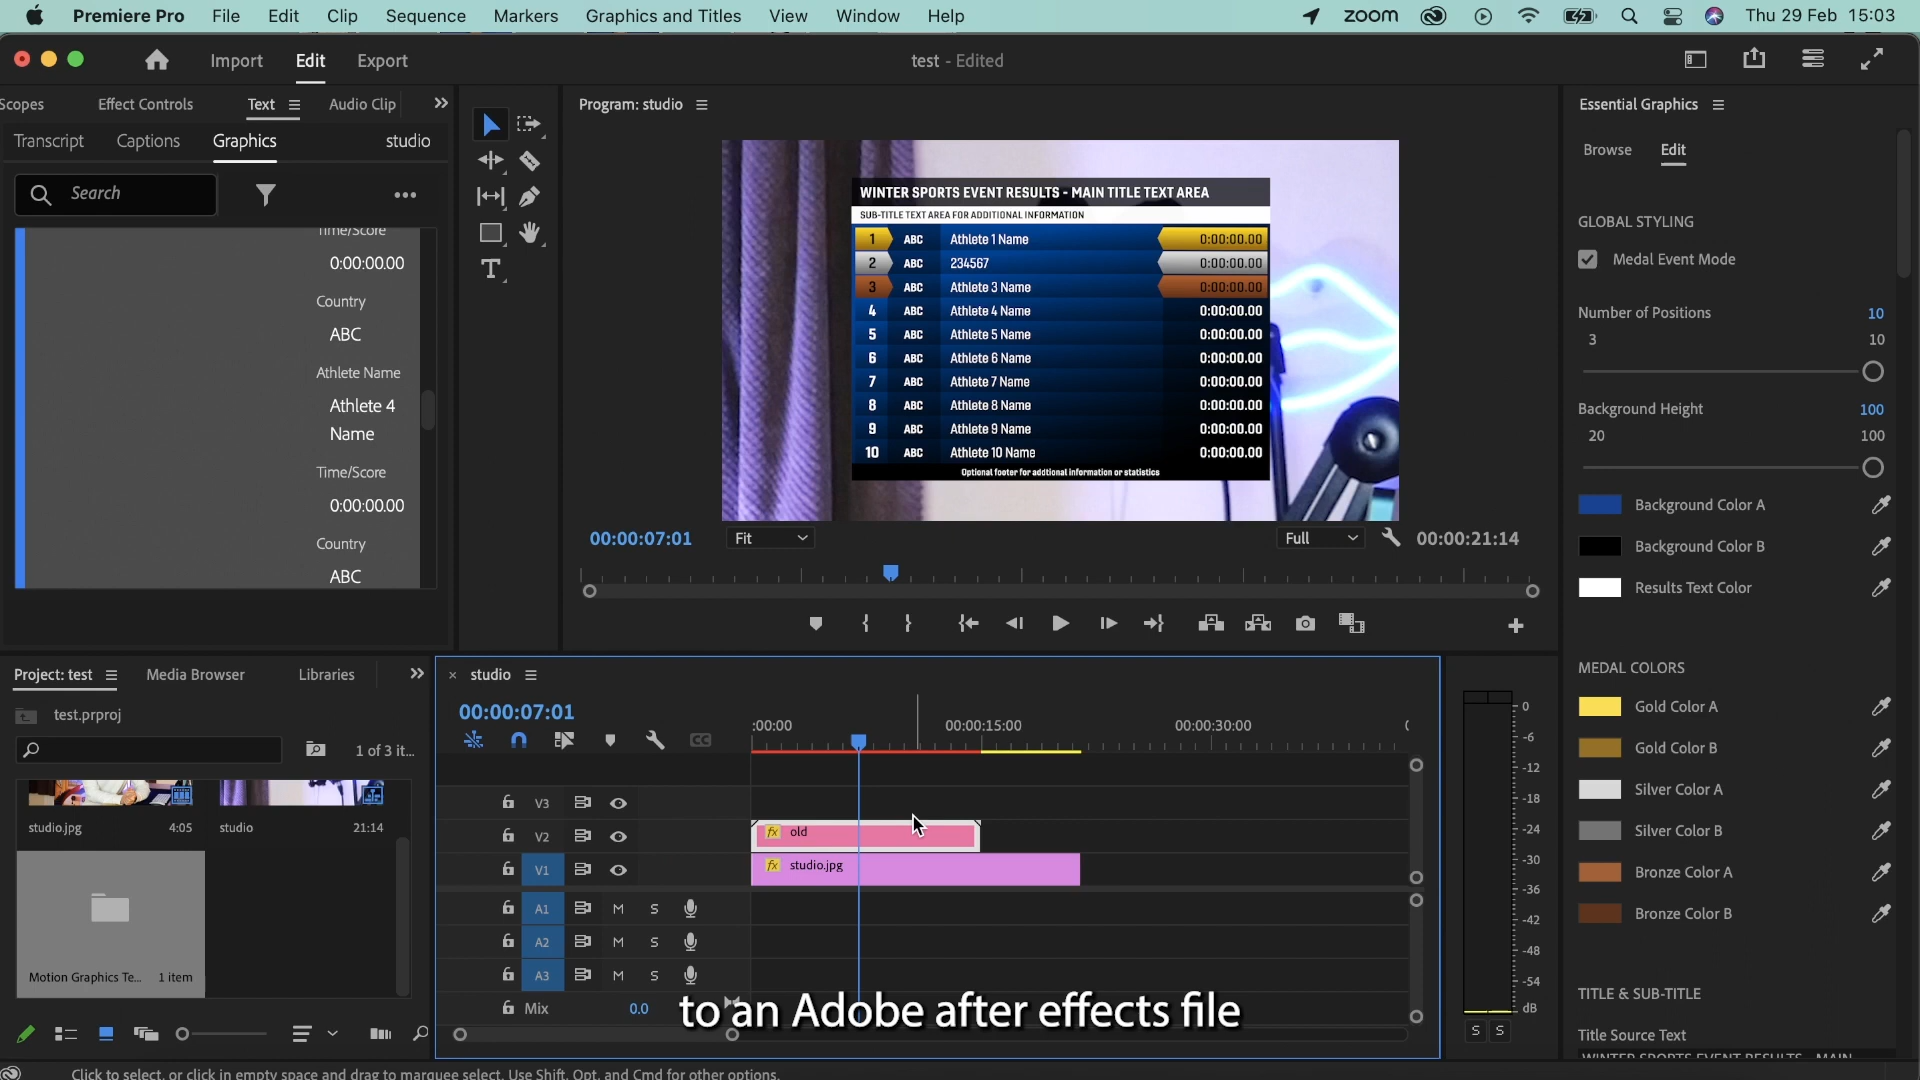 Premiere Pro File Edit Clip Sequence Markers Graphics and Titles View Window Help zoom Thu 29 Feb 15:03
Import Edit Export test - Edited
Scopes Effect Controls Text Audio Clip
Transcript Captions Graphics studio
Search
Time/Score
0:00:00.00
Country
ABC
Athlete Name
Athlete 4
Name
Time/Score
0:00:00.00
Country
ABC
Program: studio
WINTER SPORTS EVENT RESULTS - MAIN TITLE TEXT AREA
SUB-TITLE TEXT AREA FOR ADDITIONAL INFORMATION
1 ABC Athlete 1 Name 0:00:00.00
2 ABC 234567 0:00:00.00
3 ABC Athlete 3 Name 0:00:00.00
4 ABC Athlete 4 Name 0:00:00.00
5 ABC Athlete 5 Name 0:00:00.00
6 ABC Athlete 6 Name 0:00:00.00
7 ABC Athlete 7 Name 0:00:00.00
8 ABC Athlete 8 Name 0:00:00.00
9 ABC Athlete 9 Name 0:00:00.00
10 ABC Athlete 10 Name 0:00:00.00
Optional footer for addtional information or statistics
00:00:07:01 Fit Full 00:00:21:14
Essential Graphics
Browse Edit
GLOBAL STYLING
Medal Event Mode
Number of Positions 10
3 10
Background Height 100
20 100
Background Color A
Background Color B
Results Text Color
MEDAL COLORS
Gold Color A
Gold Color B
Silver Color A
Silver Color B
Bronze Color A
Bronze Color B
TITLE & SUB-TITLE
Title Source Text
WINTER SPORTS EVENT RESULTS - MAIN
Project: test Media Browser Libraries
test.prproj
1 of 3 it...
studio.jpg 4:05 studio 21:14
Motion Graphics Te... 1 item
studio
00:00:07:01
:00:00 00:00:15:00 00:00:30:00
CC
V3
V2 fx old
V1 fx studio.jpg
A1 M S
A2 M S
A3 M S
Mix 0.0
0
-6
-12
-18
-24
-30
-36
-42
-48
-54
dB
S S
to an Adobe after effects file
Click to select, or click in empty space and drag to marquee select. Use Shift, Opt, and Cmd for other options.